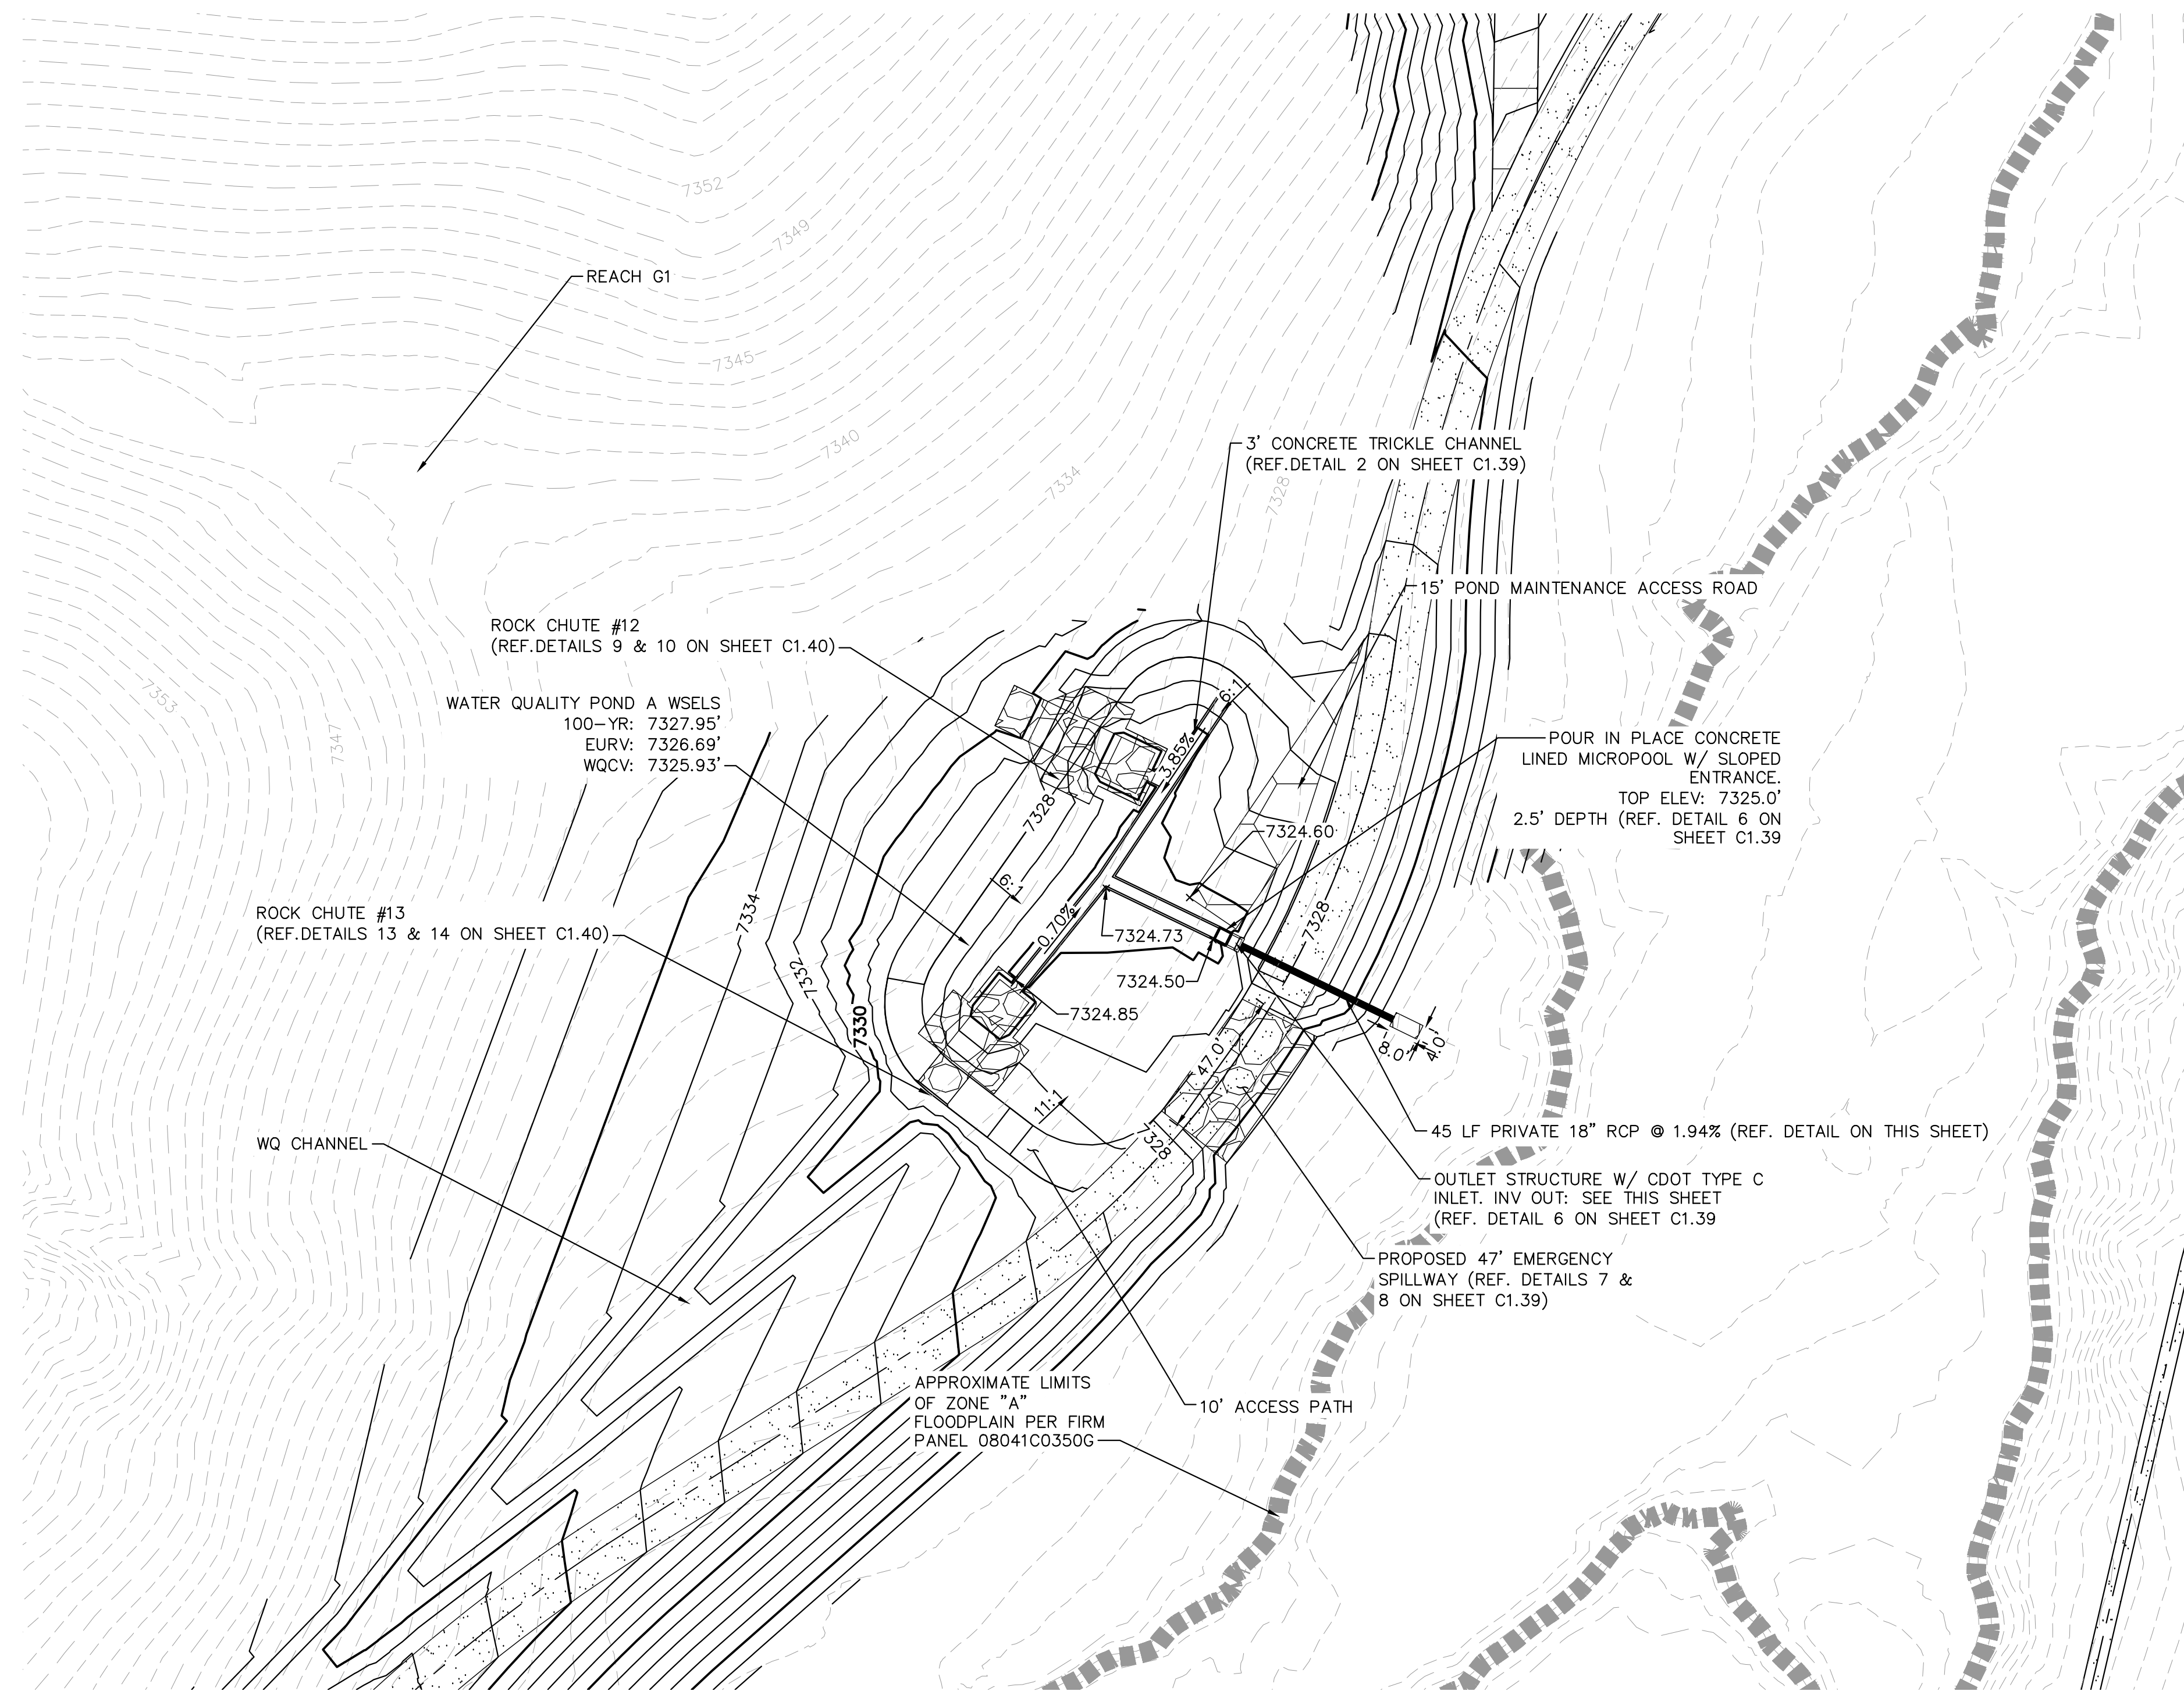 7352
7349
REACH G1
7345
7340
3' CONCRETE TRICKLE CHANNEL
(REF.DETAIL 2 ON SHEET C1.39)
7334
7328
15' POND MAINTENANCE ACCESS ROAD
ROCK CHUTE #12
(REF.DETAILS 9 & 10 ON SHEET C1.40)
7353
7347
WATER QUALITY POND A WSELS
100-YR: 7327.95'
EURV: 7326.69'
WQCV: 7325.93'
6:1
3.85%
POUR IN PLACE CONCRETE
LINED MICROPOOL W/ SLOPED
ENTRANCE.
TOP ELEV: 7325.0'
2.5' DEPTH (REF. DETAIL 6 ON
SHEET C1.39
7328
7324.60
6:1
7334
ROCK CHUTE #13
(REF.DETAILS 13 & 14 ON SHEET C1.40)
0.70%
7324.73
7328
7332
7324.50
7330
7324.85
8.0'
4.0'
47.0'
11:1
7328
45 LF PRIVATE 18" RCP @ 1.94% (REF. DETAIL ON THIS SHEET)
WQ CHANNEL
OUTLET STRUCTURE W/ CDOT TYPE C
INLET. INV OUT: SEE THIS SHEET
(REF. DETAIL 6 ON SHEET C1.39
PROPOSED 47' EMERGENCY
SPILLWAY (REF. DETAILS 7 &
8 ON SHEET C1.39)
APPROXIMATE LIMITS
OF ZONE "A"
FLOODPLAIN PER FIRM
PANEL 08041C0350G
10' ACCESS PATH